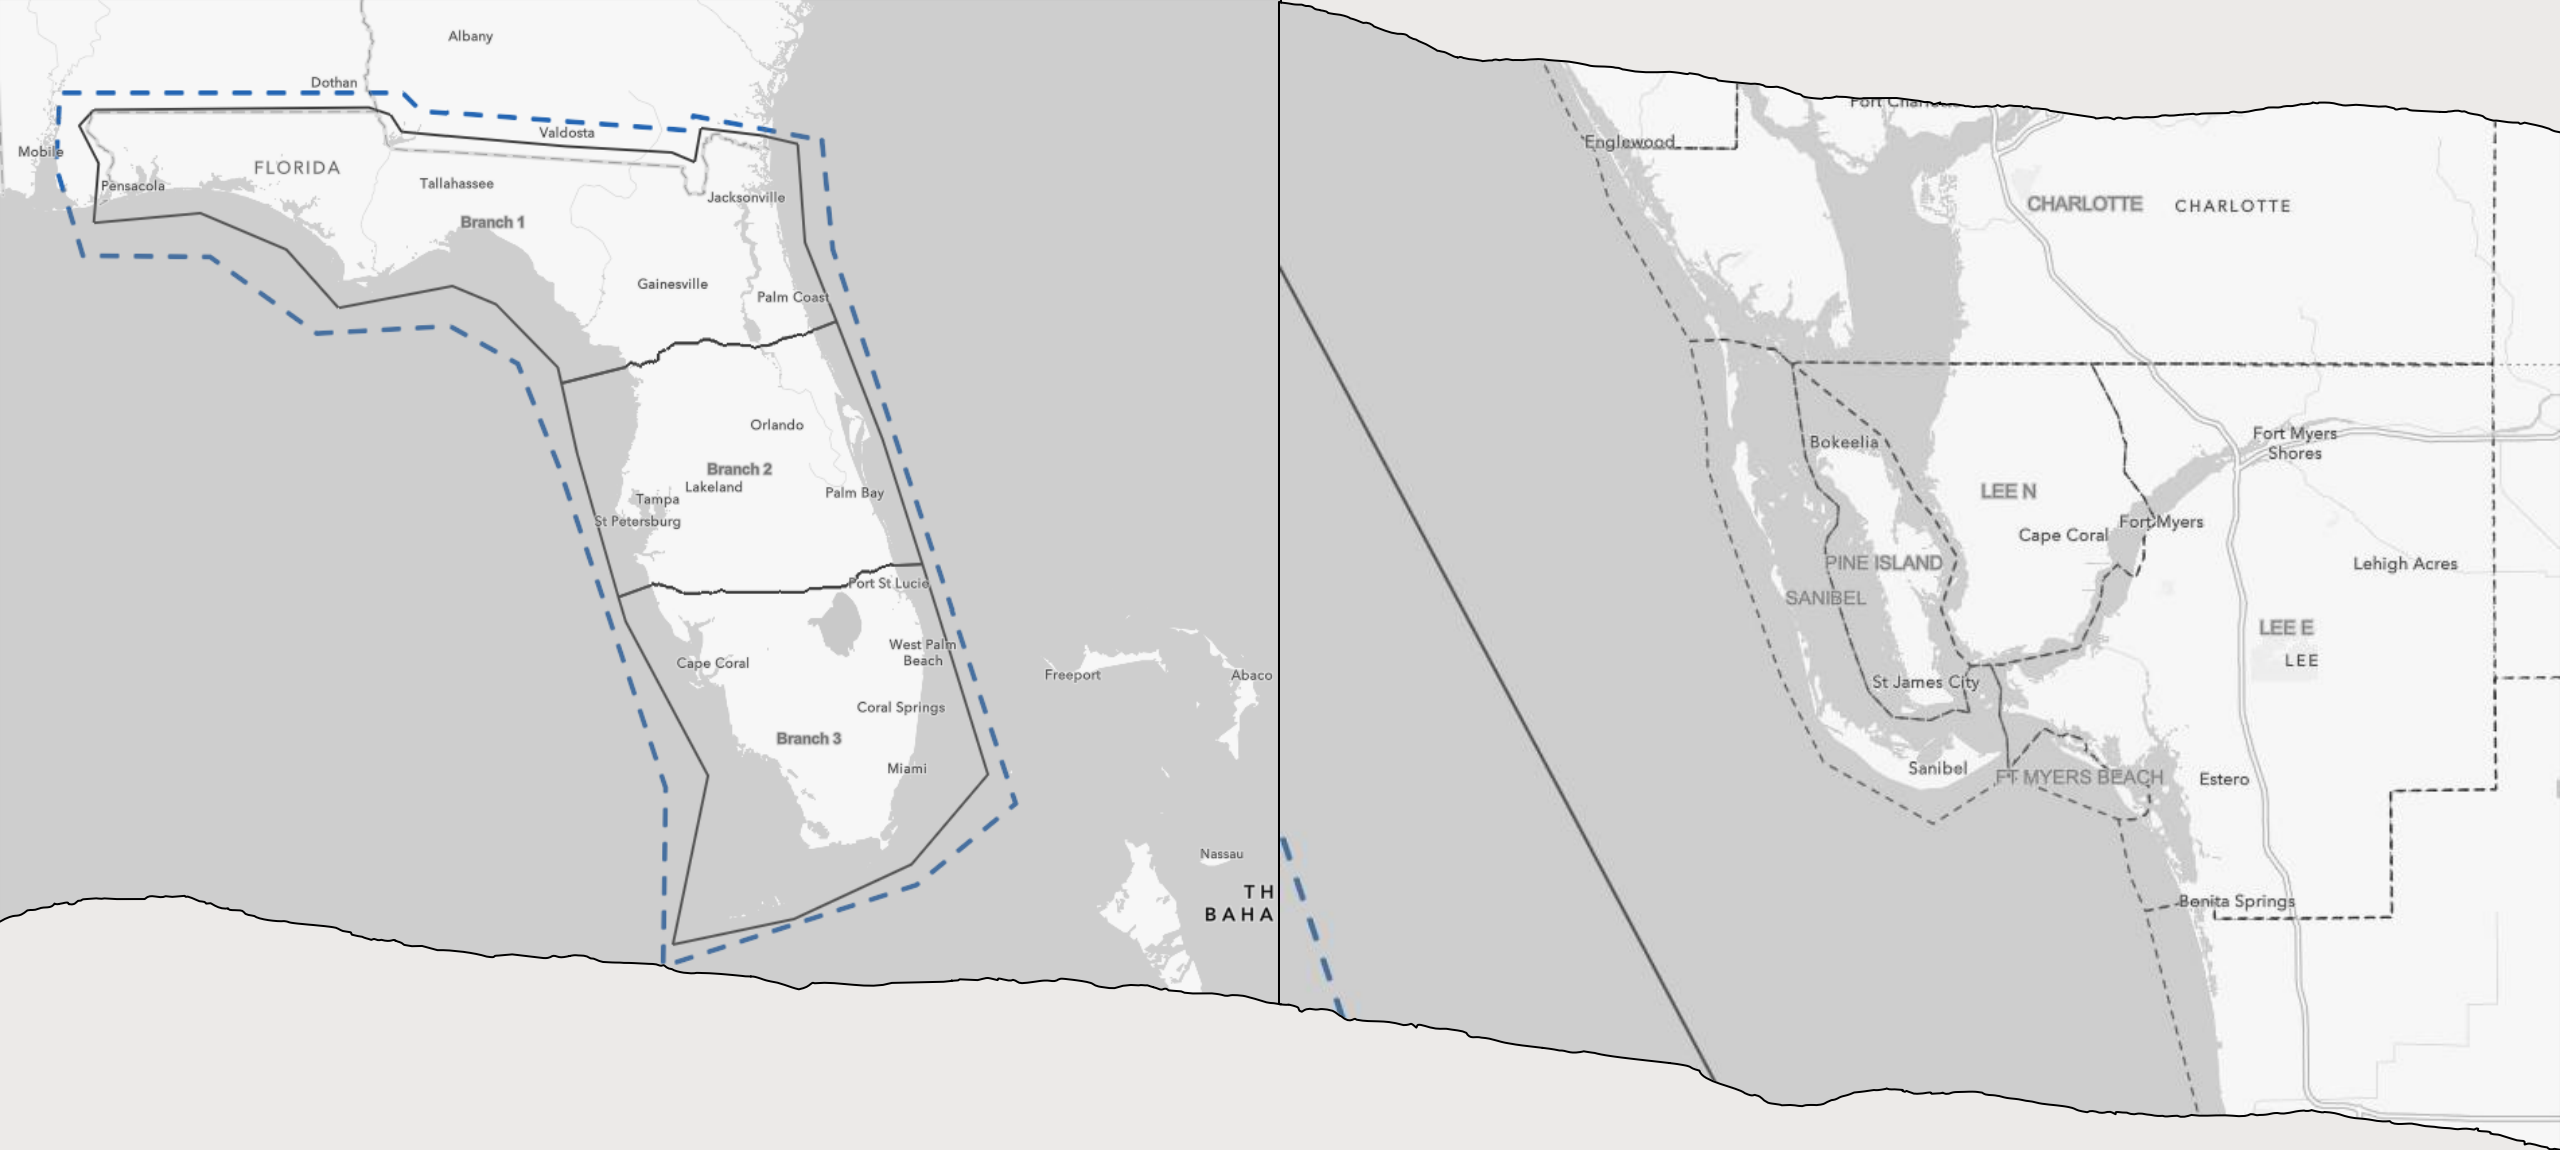 Albany
Dothan
Valdosta
Mobile
FLORIDA
Pensacola
Tallahassee
Jacksonville
Branch 1
Gainesville
Palm Coast
Orlando
Branch 2
Lakeland
Tampa
Palm Bay
St Petersburg
Port St Lucie
West Palm
Beach
Cape Coral
Freeport
Abaco
Coral Springs
Branch 3
Miami
Nassau
TH
BAHA
Port Charlotte
Englewood
CHARLOTTE
CHARLOTTE
Fort Myers
Shores
Bokeelia
LEE N
Fort Myers
Cape Coral
PINE ISLAND
Lehigh Acres
SANIBEL
LEE E
LEE
St James City
Sanibel
FT MYERS BEACH
Estero
Bonita Springs